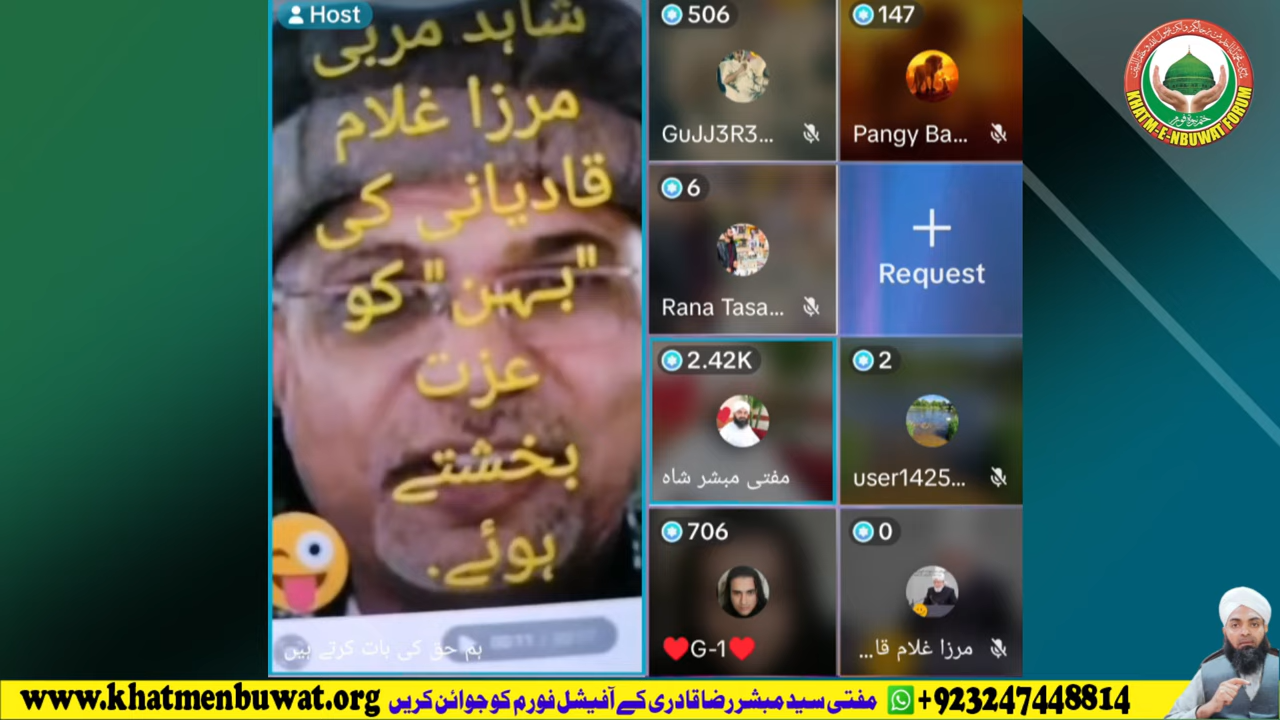 Host
شاہد مربی
مرزا غلام
قادیانی کی
"بہن" کو
عزت
بخشتے
ہوئے.
ہم حق کی بات کرتے ہیں
506
GuJJ3R3...
147
Pangy Ba...
6
Rana Tasa...
+
Request
2.42K
مفتی مبشر شاہ
2
user1425...
706
❤️G-1❤️
0
مرزا غلام قا...
KHATM-E-NBUWAT FORUM
www.khatmenbuwat.org مفتی سید مبشر رضا قادری کے آفیشل فورم کو جوائن کریں +923247448814